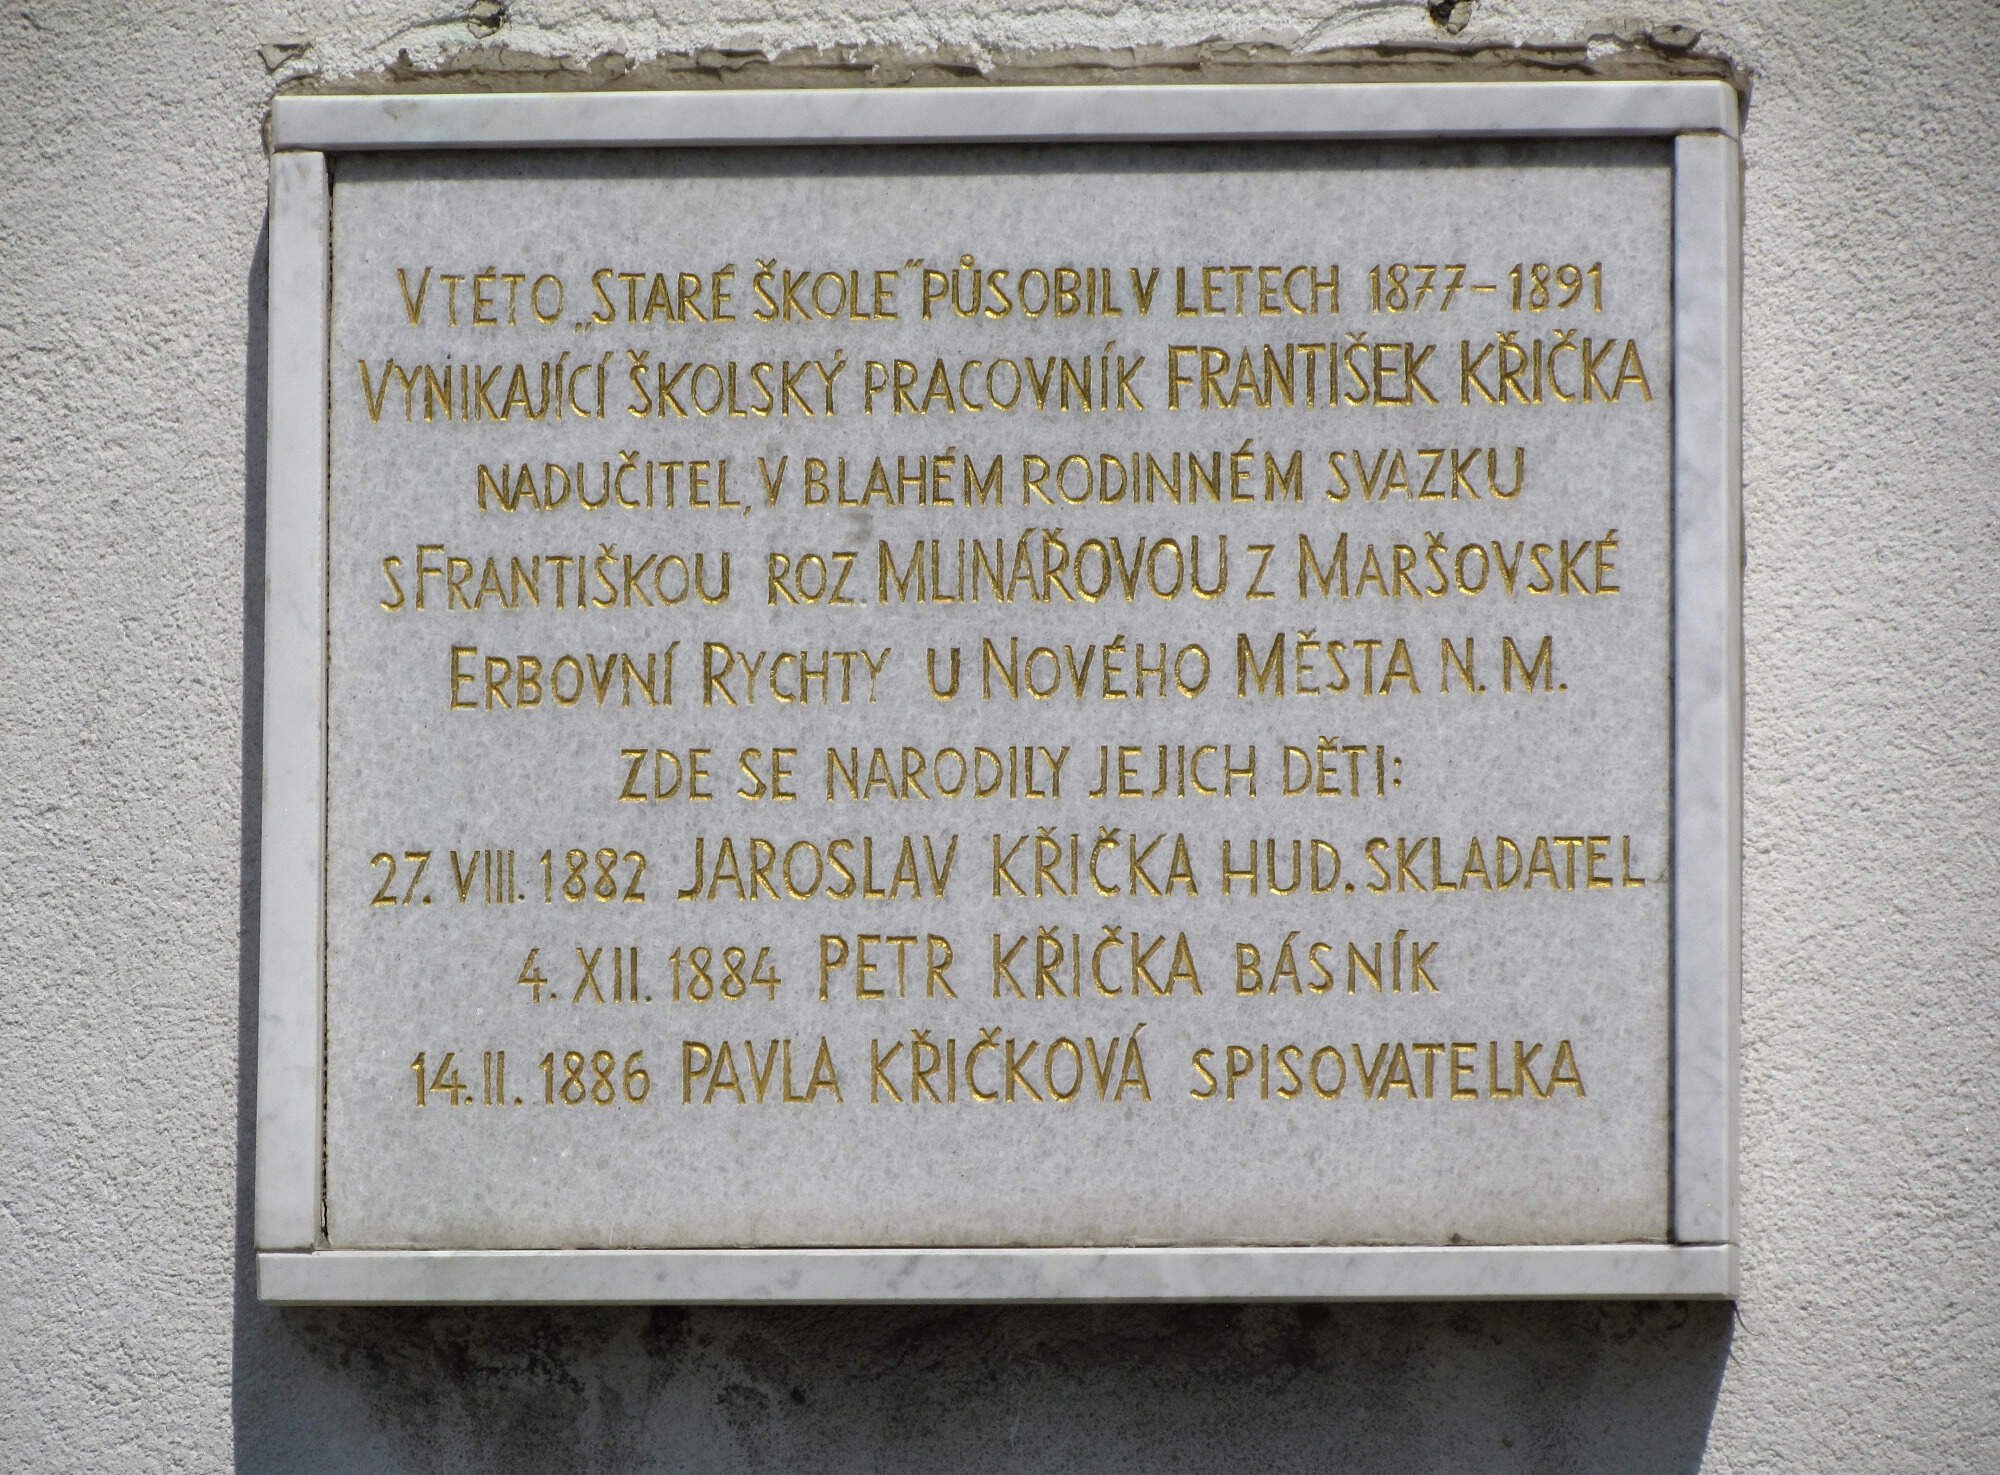 V TÉTO „STARÉ ŠKOLE" PŮSOBIL V LETECH 1877-1891
VYNIKAJÍCÍ ŠKOLSKÝ PRACOVNÍK FRANTIŠEK KŘIČKA
NADUČITEL, V BLAHÉM RODINNÉM SVAZKU
S FRANTIŠKOU ROZ. MLINÁŘOVOU Z MARŠOVSKÉ
ERBOVNÍ RYCHTY U NOVÉHO MĚSTA N. M.
ZDE SE NARODILY JEJICH DĚTI:
27. VIII. 1882 JAROSLAV KŘIČKA HUD. SKLADATEL
4. XII. 1884 PETR KŘIČKA BÁSNÍK
14. II. 1886 PAVLA KŘIČKOVÁ SPISOVATELKA